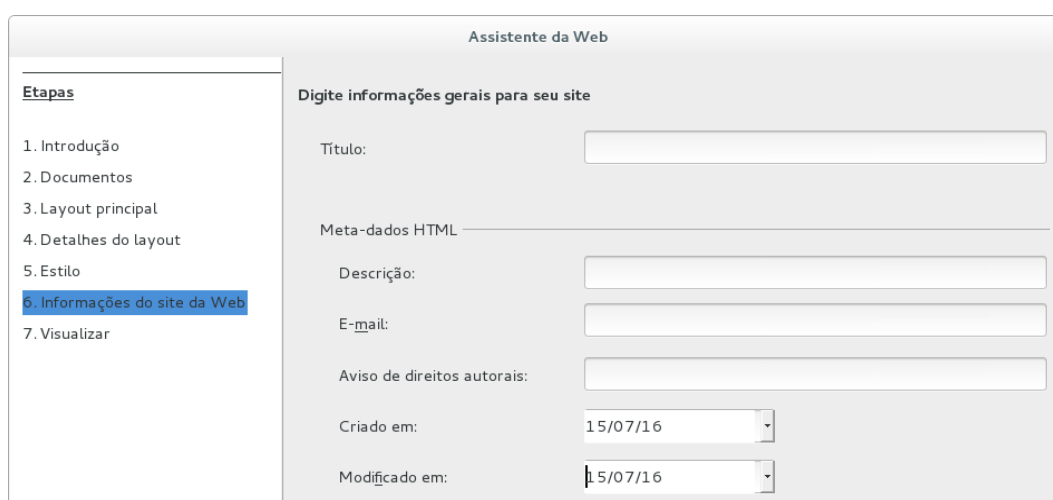 Assistente da Web
Etapas
1. Introdução
2. Documentos
3. Layout principal
4. Detalhes do layout
5. Estilo
6. Informações do site da Web
7. Visualizar
Digite informações gerais para seu site
Título:
Meta-dados HTML
Descrição:
E-mail:
Aviso de direitos autorais:
Criado em: 15/07/16
Modificado em: 15/07/16